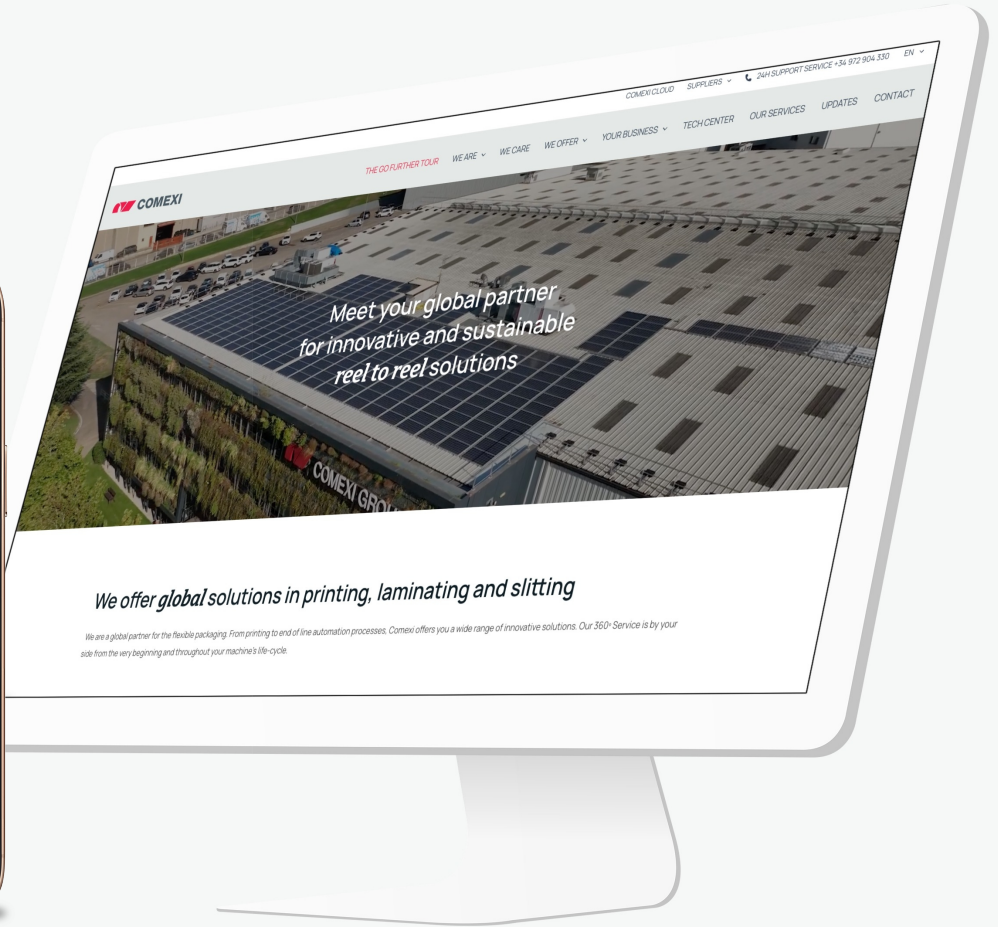 COMEXI CLOUD SUPPLIERS 24H SUPPORT SERVICE +34 972 904 330 EN
COMEXI THE GO FURTHER TOUR WE ARE WE CARE WE OFFER YOUR BUSINESS TECH CENTER OUR SERVICES UPDATES CONTACT
Meet your global partner
for innovative and sustainable
reel to reel solutions
COMEXI GROUP
We offer global solutions in printing, laminating and slitting
We are a global partner for the flexible packaging. From printing to end of line automation processes, Comexi offers you a wide range of innovative solutions. Our 360º Service is by your
side from the very beginning and throughout your machine's life-cycle.